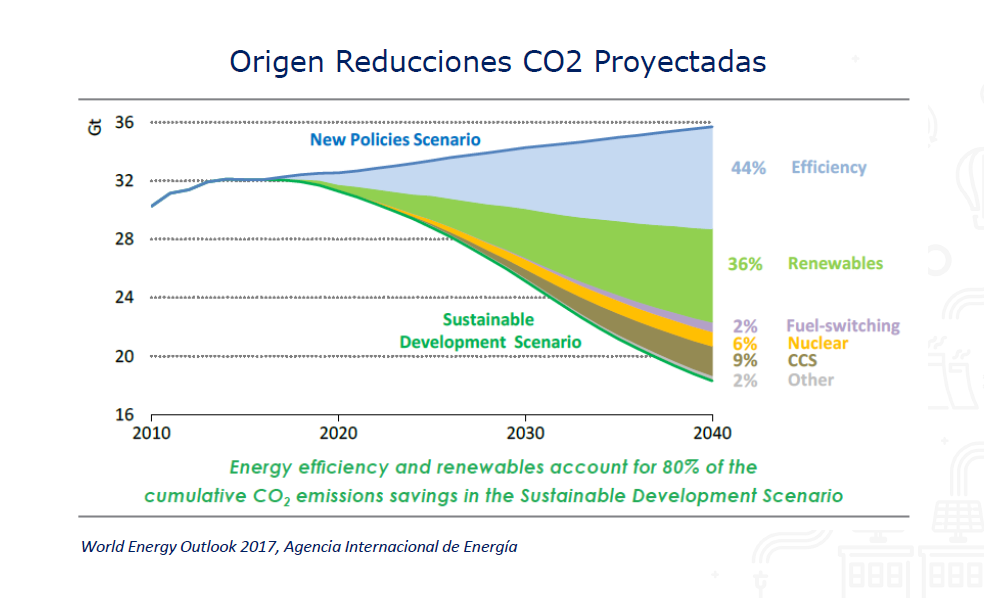 Origen Reducciones CO2 Proyectadas
Gt
36
New Policies Scenario
44% Efficiency
32
28
36% Renewables
24
Sustainable
Development Scenario
2% Fuel-switching
6% Nuclear
20
9% CCS
2% Other
16
2010 2020 2030 2040
Energy efficiency and renewables account for 80% of the
cumulative CO₂ emissions savings in the Sustainable Development Scenario
World Energy Outlook 2017, Agencia Internacional de Energía